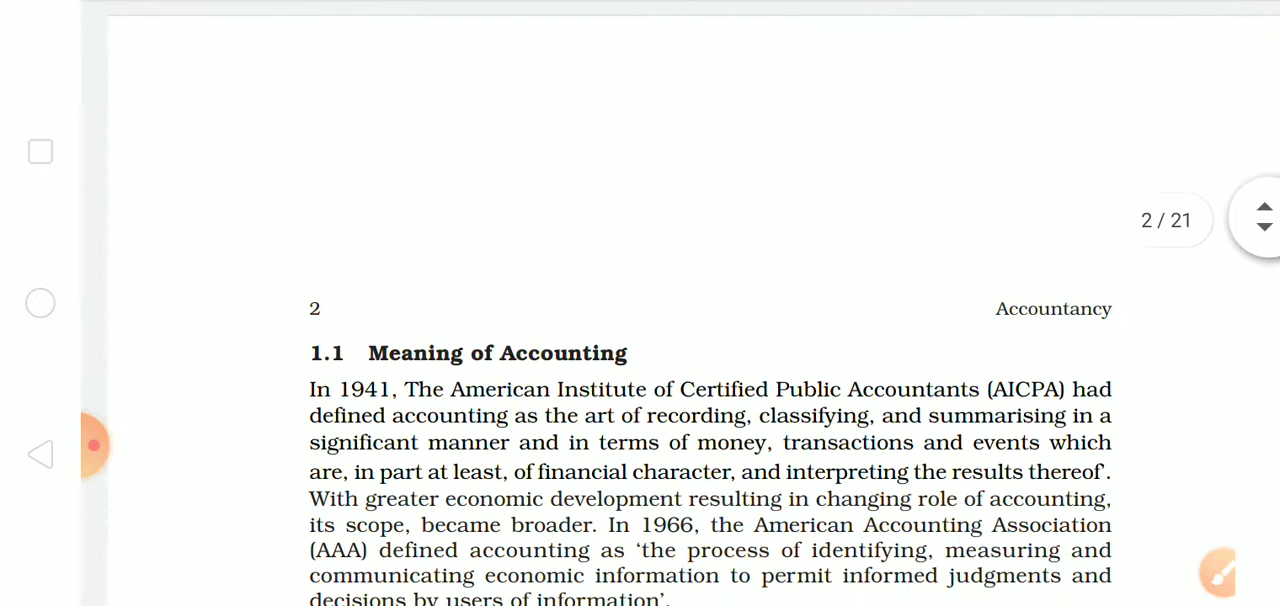 2 / 21
2 Accountancy
1.1 Meaning of Accounting
In 1941, The American Institute of Certified Public Accountants (AICPA) had
defined accounting as the art of recording, classifying, and summarising in a
significant manner and in terms of money, transactions and events which
are, in part at least, of financial character, and interpreting the results thereof'.
With greater economic development resulting in changing role of accounting,
its scope, became broader. In 1966, the American Accounting Association
(AAA) defined accounting as ‘the process of identifying, measuring and
communicating economic information to permit informed judgments and
decisions by users of information’.